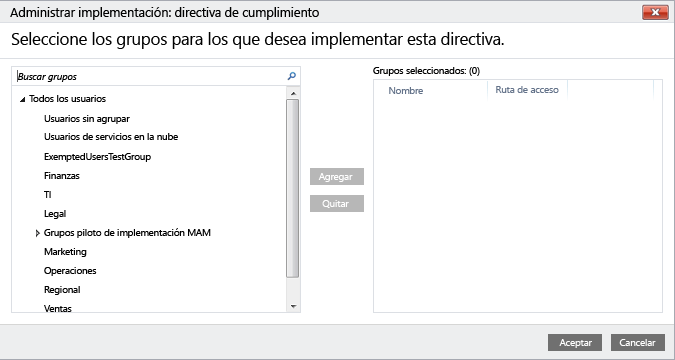 Administrar implementación: directiva de cumplimiento
Seleccione los grupos para los que desea implementar esta directiva.
Buscar grupos
Todos los usuarios
Usuarios sin agrupar
Usuarios de servicios en la nube
ExemptedUsersTestGroup
Finanzas
TI
Legal
Grupos piloto de implementación MAM
Marketing
Operaciones
Regional
Ventas
Agregar
Quitar
Grupos seleccionados: (0)
Nombre Ruta de acceso
Aceptar Cancelar